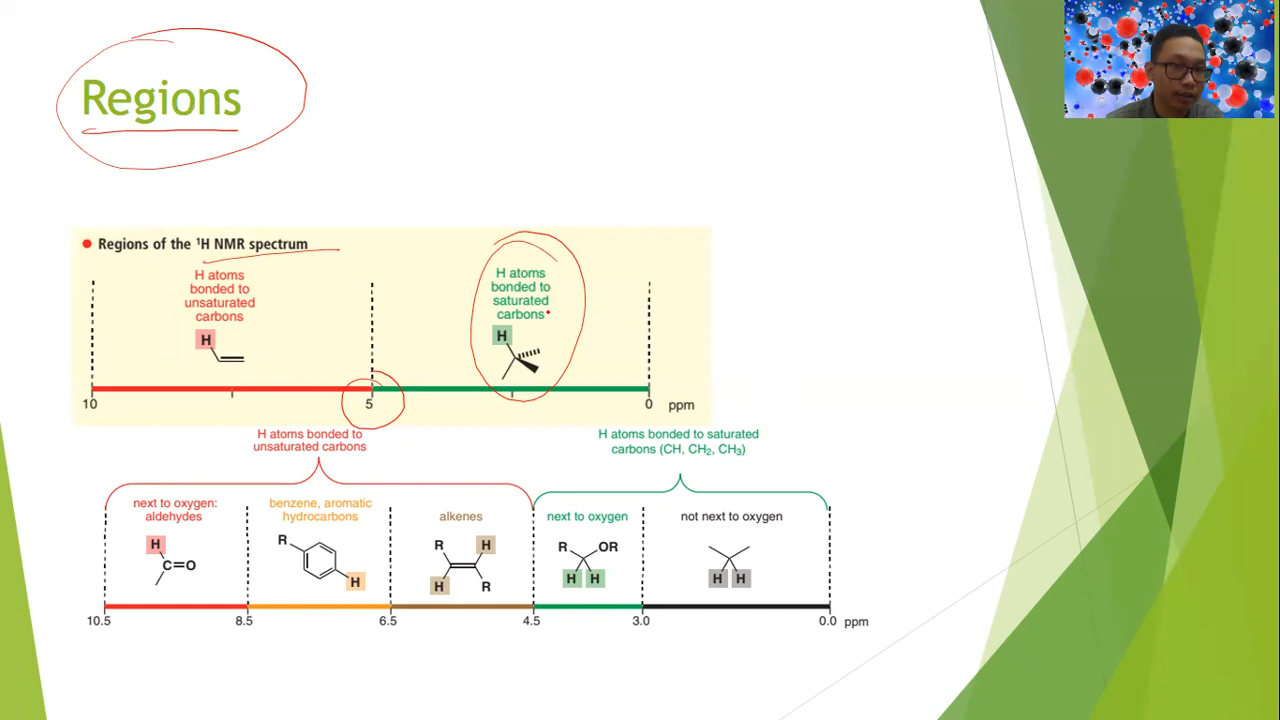 Regions
Regions of the ¹H NMR spectrum
H atoms
bonded to
unsaturated
carbons
H
H atoms
bonded to
saturated
carbons
H
10
5
0
ppm
H atoms bonded to
unsaturated carbons
H atoms bonded to saturated
carbons (CH, CH₂, CH₃)
next to oxygen:
aldehydes
benzene, aromatic
hydrocarbons
alkenes
next to oxygen
not next to oxygen
H
C=O
R
H
R H
H R
R OR
H H
H H
10.5
8.5
6.5
4.5
3.0
0.0
ppm